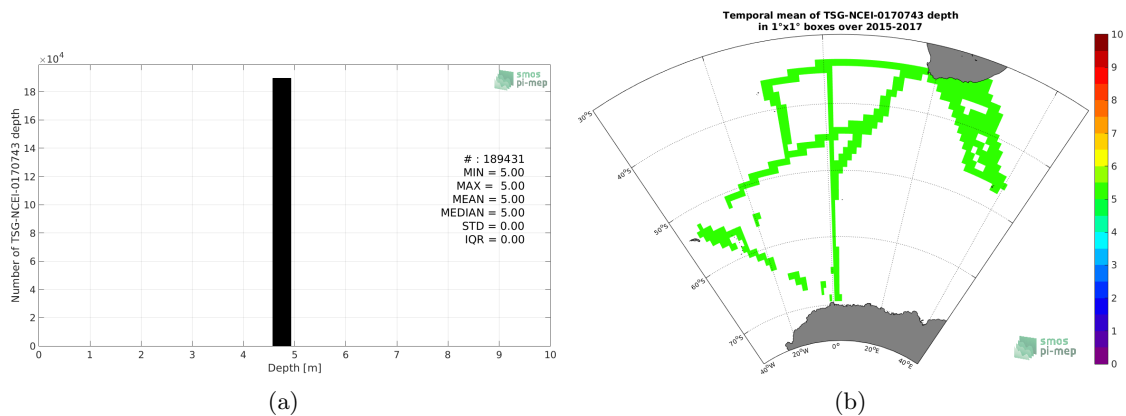 Temporal mean of TSG-NCEI-0170743 depth
in 1°x1° boxes over 2015-2017
×10⁴
18
16
14
12
10
8
6
4
2
0
Number of TSG-NCEI-0170743 depth
smos
pi-mep
# : 189431
MIN = 5.00
MAX = 5.00
MEAN = 5.00
MEDIAN = 5.00
STD = 0.00
IQR = 0.00
0 1 2 3 4 5 6 7 8 9 10
Depth [m]
(a)
30°S
40°S
50°S
60°S
70°S
40°W 20°W 0° 20°E 40°E
smos
pi-mep
10
9
8
7
6
5
4
3
2
1
0
(b)